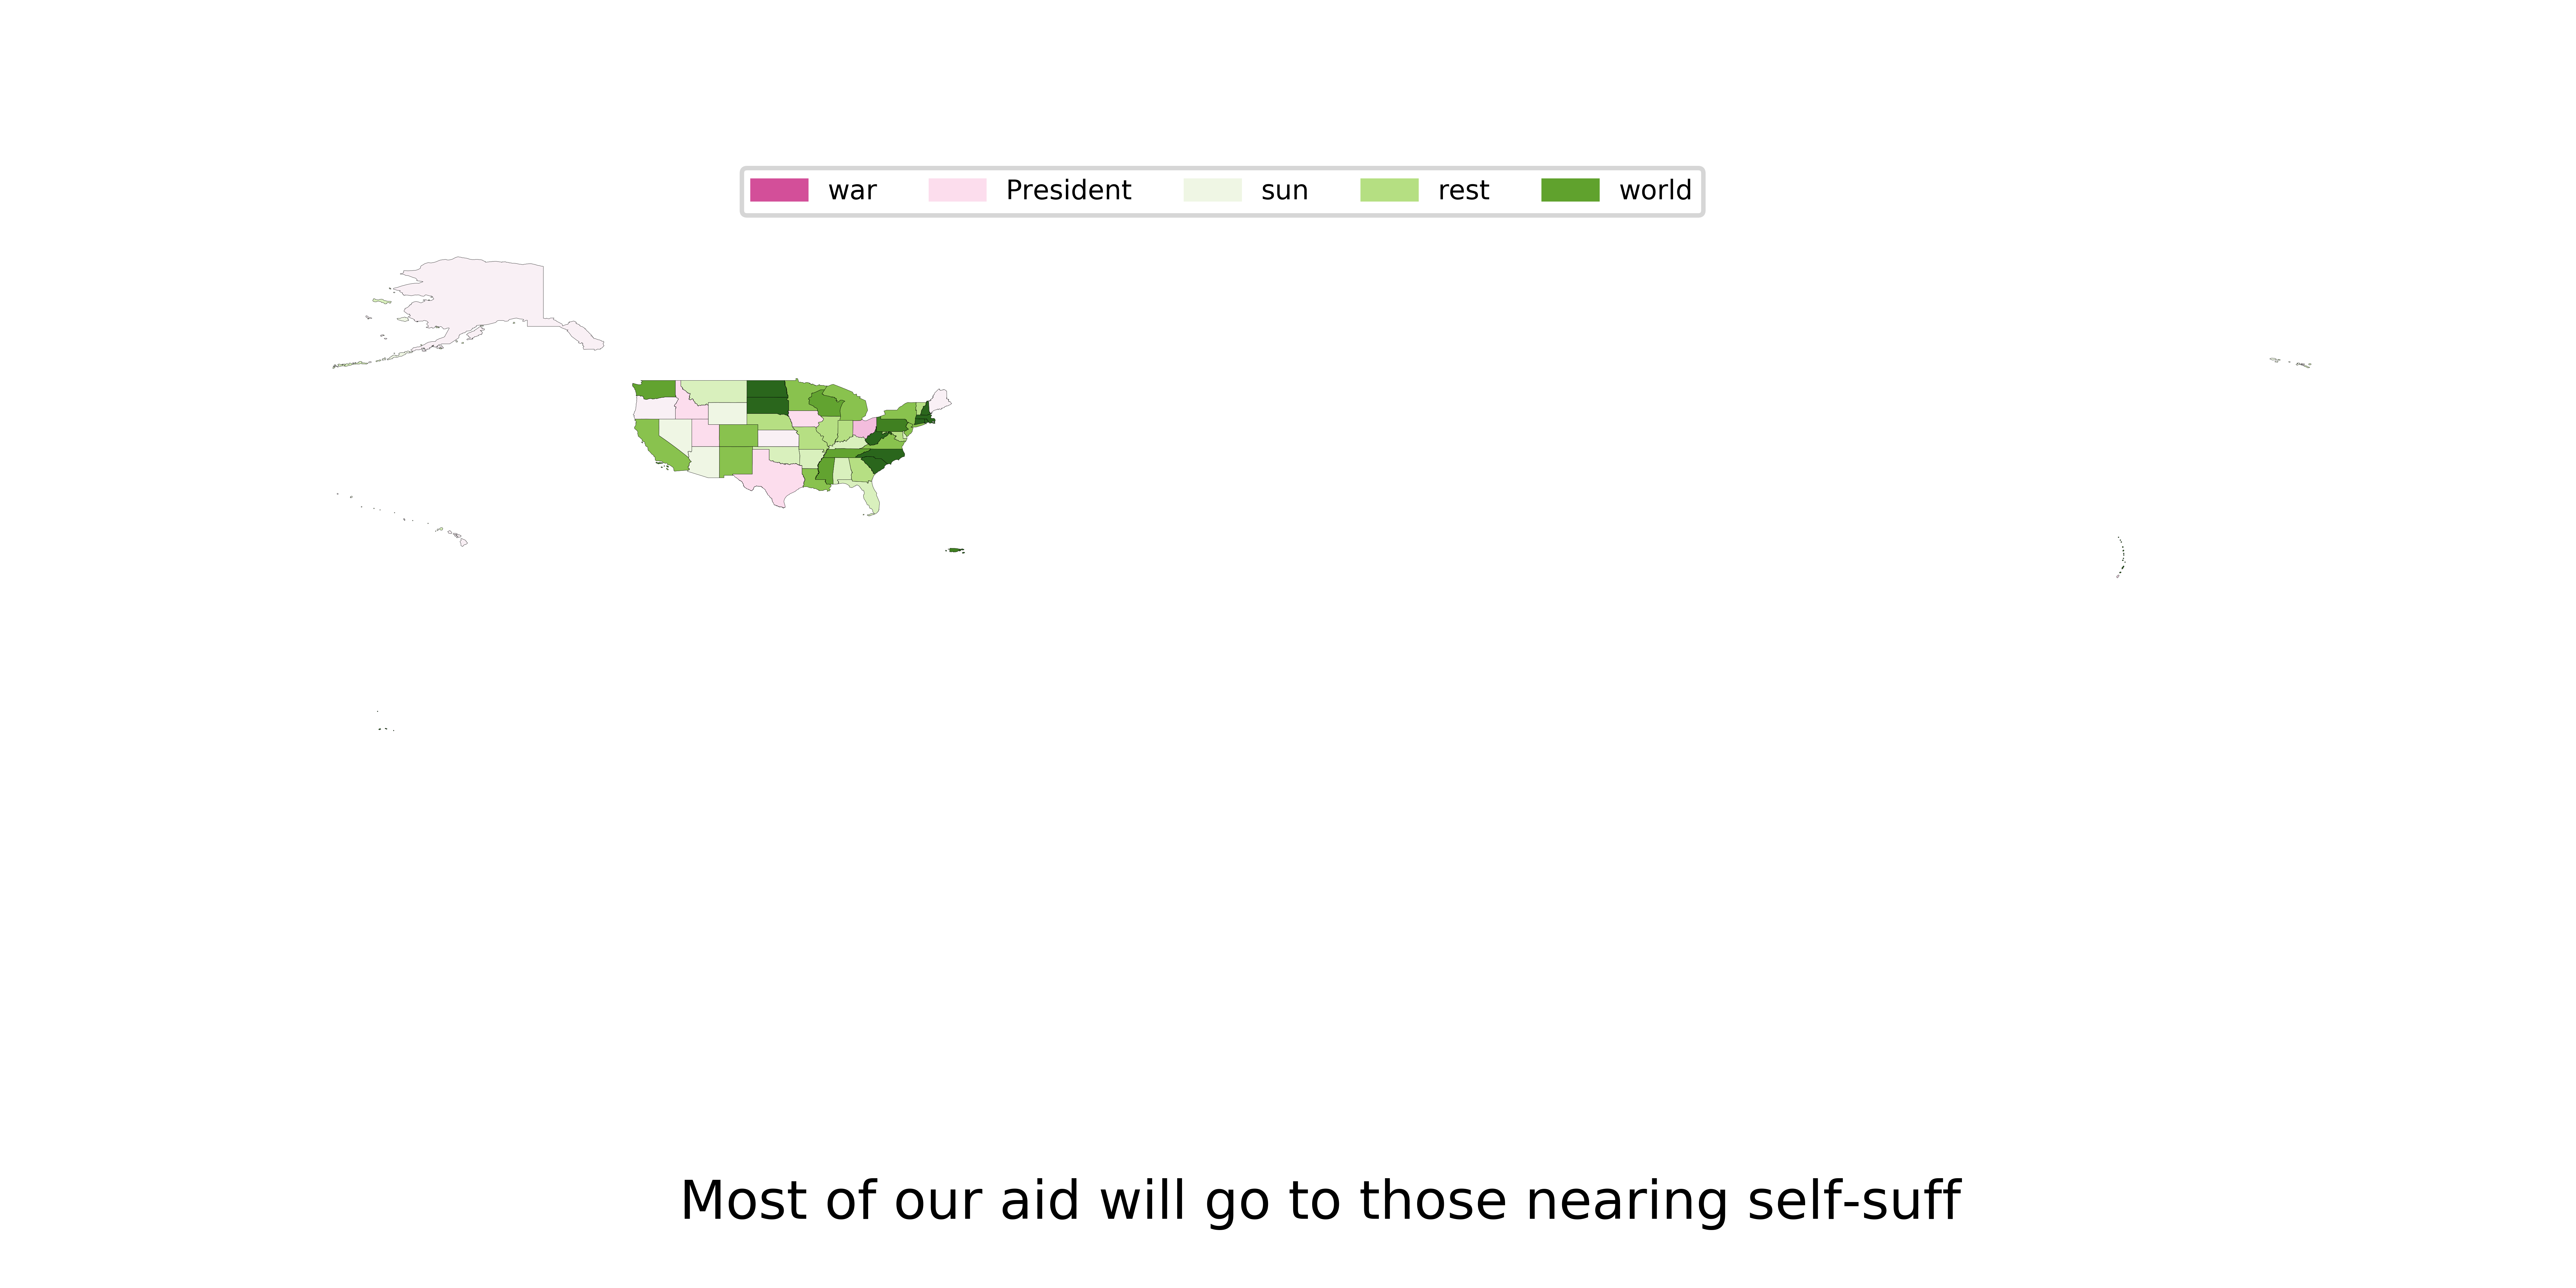 war President sun rest world
Most of our aid will go to those nearing self-suff